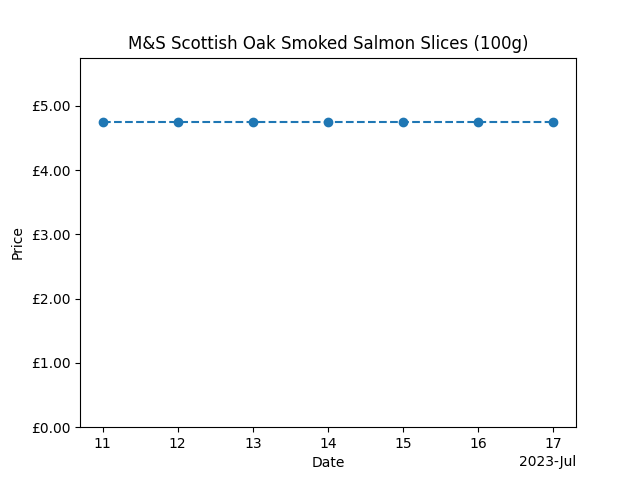 M&S Scottish Oak Smoked Salmon Slices (100g)
£5.00
£4.00
£3.00
£2.00
£1.00
£0.00
Price
11 12 13 14 15 16 17
Date
2023-Jul